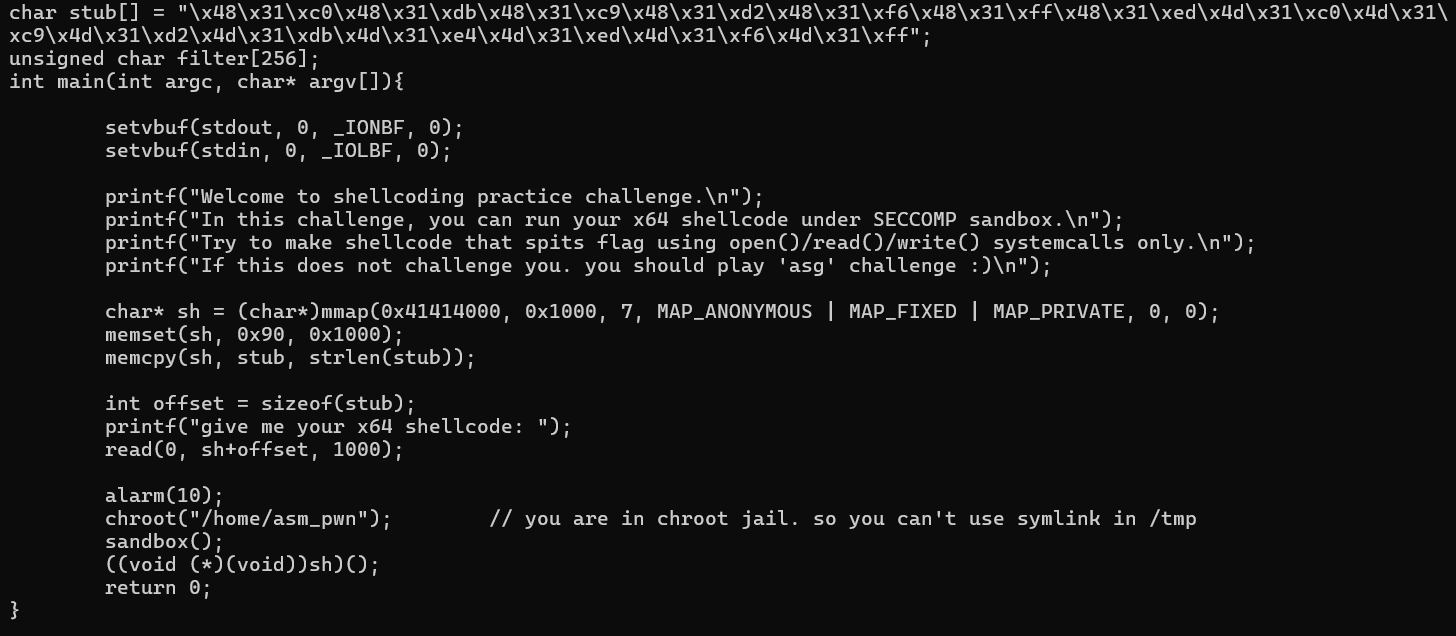 char stub[] = "\x48\x31\xc0\x48\x31\xdb\x48\x31\xc9\x48\x31\xd2\x48\x31\xf6\x48\x31\xff\x48\x31\xed\x4d\x31\xc0\x4d\x31\
xc9\x4d\x31\xd2\x4d\x31\xdb\x4d\x31\xe4\x4d\x31\xed\x4d\x31\xf6\x4d\x31\xff";
unsigned char filter[256];
int main(int argc, char* argv[]){
setvbuf(stdout, 0, _IONBF, 0);
setvbuf(stdin, 0, _IOLBF, 0);
printf("Welcome to shellcoding practice challenge.\n");
printf("In this challenge, you can run your x64 shellcode under SECCOMP sandbox.\n");
printf("Try to make shellcode that spits flag using open()/read()/write() systemcalls only.\n");
printf("If this does not challenge you. you should play 'asg' challenge :)\n");
char* sh = (char*)mmap(0x41414000, 0x1000, 7, MAP_ANONYMOUS | MAP_FIXED | MAP_PRIVATE, 0, 0);
memset(sh, 0x90, 0x1000);
memcpy(sh, stub, strlen(stub));
int offset = sizeof(stub);
printf("give me your x64 shellcode: ");
read(0, sh+offset, 1000);
alarm(10);
chroot("/home/asm_pwn"); // you are in chroot jail. so you can't use symlink in /tmp
sandbox();
((void (*)(void))sh)();
return 0;
}